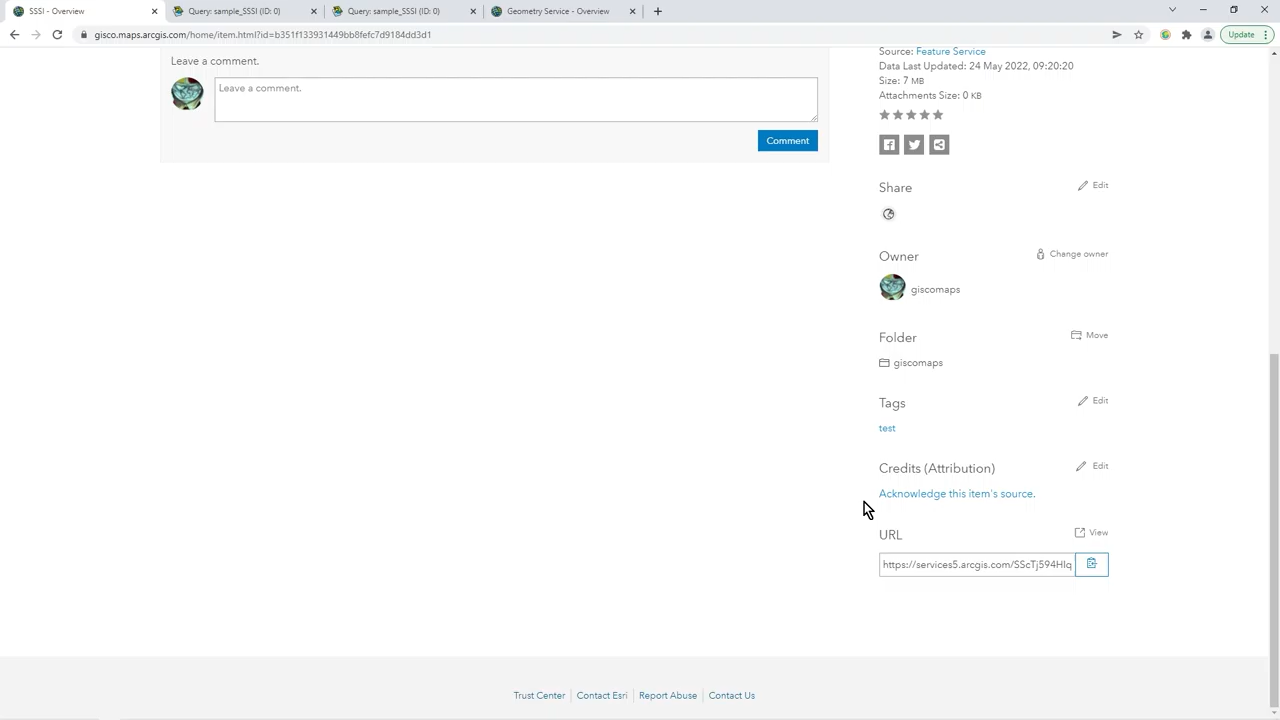 SSSI - Overview
Query: sample_SSSI (ID: 0)
Query: sample_SSSI (ID: 0)
Geometry Service - Overview
gisco.maps.arcgis.com/home/item.html?id=b351f133931449bb8fefc7d9184dd3d1
Update
Leave a comment.
Leave a comment.
Comment
Source: Feature Service
Data Last Updated: 24 May 2022, 09:20:20
Size: 7 MB
Attachments Size: 0 KB
Share
Edit
Owner
Change owner
giscomaps
Folder
Move
giscomaps
Tags
Edit
test
Credits (Attribution)
Edit
Acknowledge this item's source.
URL
View
https://services5.arcgis.com/SScTj594HIq
Trust Center
Contact Esri
Report Abuse
Contact Us